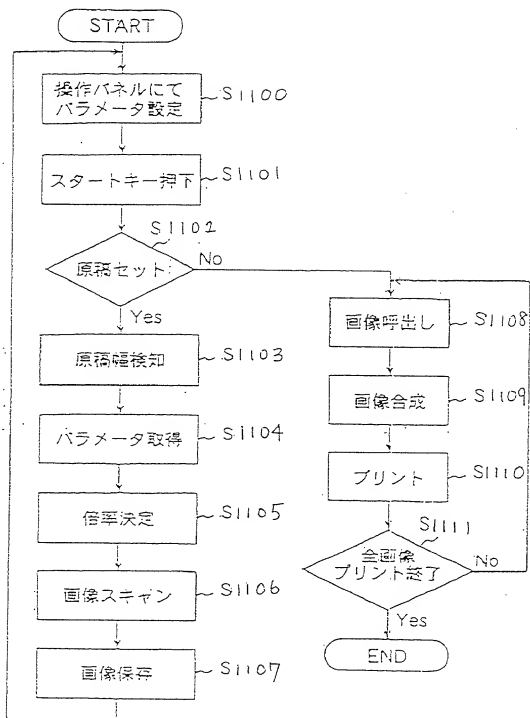 START
操作パネルにて
パラメータ設定
S1100
スタートキー押下
S1101
S1102
原稿セット
No
Yes
原稿幅検知
S1103
パラメータ取得
S1104
倍率決定
S1105
画像スキャン
S1106
画像保存
S1107
画像呼出し
S1108
画像合成
S1109
プリント
S1110
S1111
全画像
プリント終了
No
Yes
END